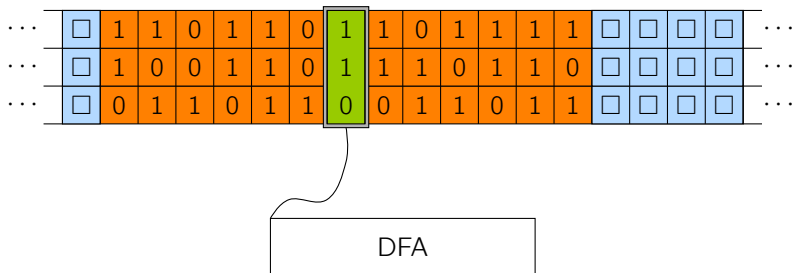 ··· □ 1 1 0 1 1 0 1 1 0 1 1 1 1 □ □ □ □ ···
··· □ 1 0 0 1 1 0 1 1 1 0 1 1 0 □ □ □ □ ···
··· □ 0 1 1 0 1 1 0 0 1 1 0 1 1 □ □ □ □ ···
DFA